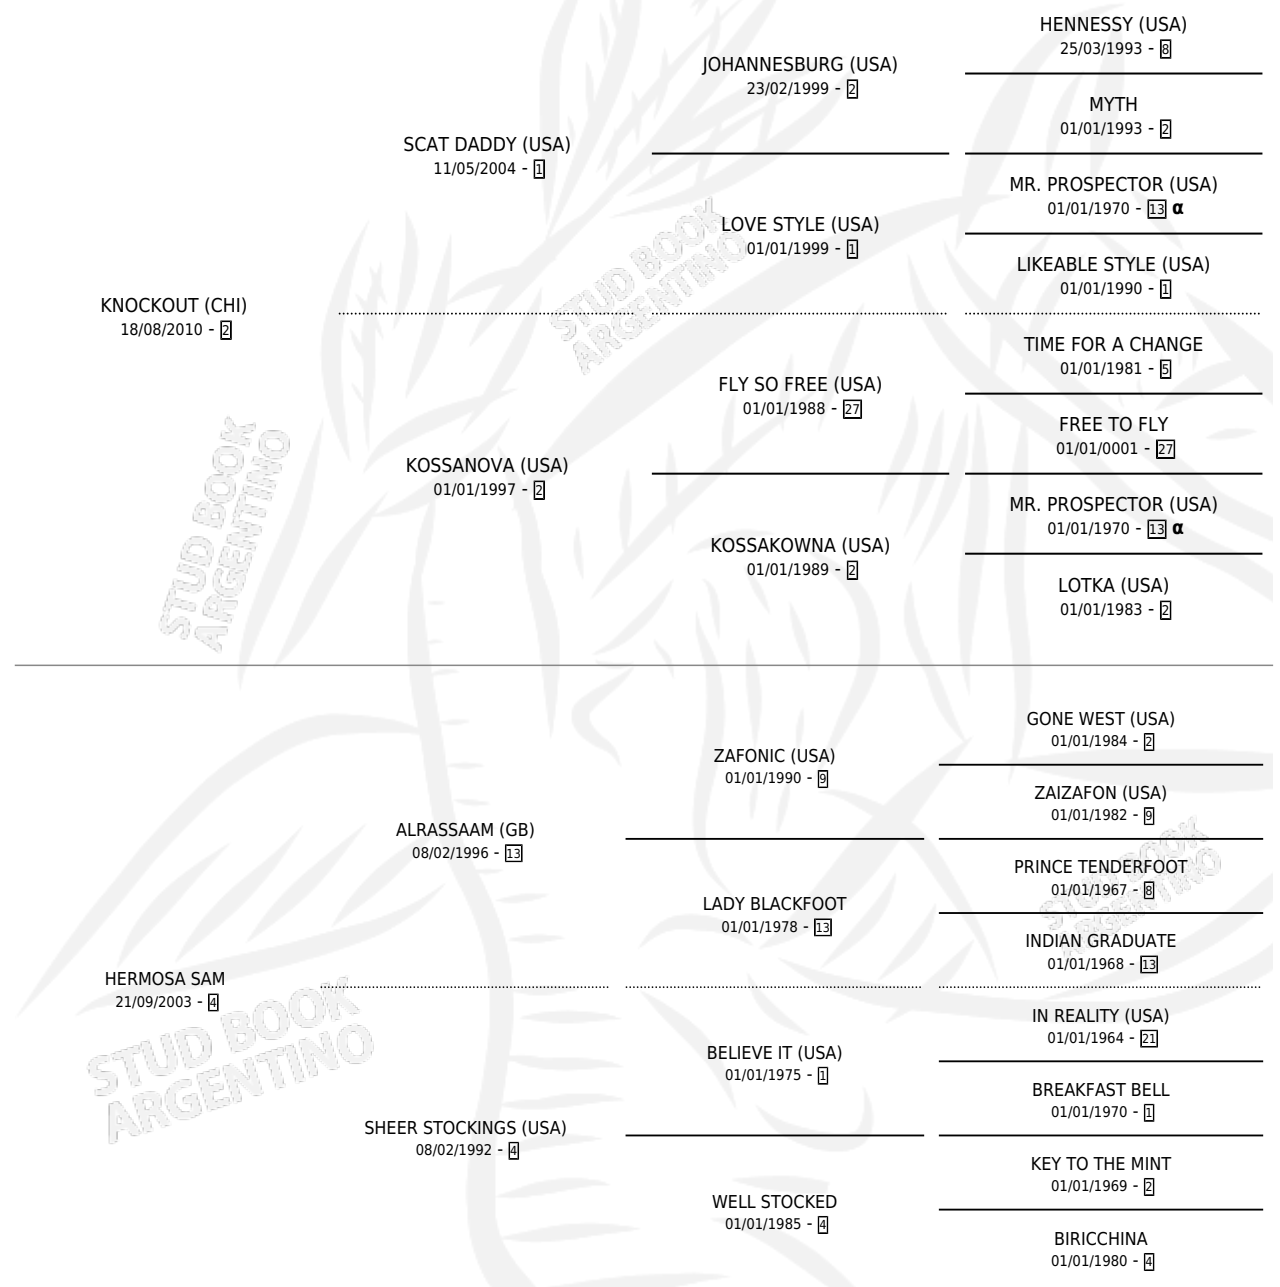 HENNESSY (USA)
25/03/1993 - 8
JOHANNESBURG (USA)
23/02/1999 - 2
MYTH
01/01/1993 - 2
SCAT DADDY (USA)
11/05/2004 - 1
MR. PROSPECTOR (USA)
01/01/1970 - 13 α
LOVE STYLE (USA)
01/01/1999 - 1
LIKEABLE STYLE (USA)
01/01/1990 - 1
KNOCKOUT (CHI)
18/08/2010 - 2
TIME FOR A CHANGE
01/01/1981 - 5
FLY SO FREE (USA)
01/01/1988 - 27
FREE TO FLY
01/01/0001 - 27
KOSSANOVA (USA)
01/01/1997 - 2
MR. PROSPECTOR (USA)
01/01/1970 - 13 α
KOSSAKOWNA (USA)
01/01/1989 - 2
LOTKA (USA)
01/01/1983 - 2
GONE WEST (USA)
01/01/1984 - 2
ZAFONIC (USA)
01/01/1990 - 9
ZAIZAFON (USA)
01/01/1982 - 9
ALRASSAAM (GB)
08/02/1996 - 13
PRINCE TENDERFOOT
01/01/1967 - 8
LADY BLACKFOOT
01/01/1978 - 13
INDIAN GRADUATE
01/01/1968 - 13
HERMOSA SAM
21/09/2003 - 4
IN REALITY (USA)
01/01/1964 - 21
BELIEVE IT (USA)
01/01/1975 - 1
BREAKFAST BELL
01/01/1970 - 1
SHEER STOCKINGS (USA)
08/02/1992 - 4
KEY TO THE MINT
01/01/1969 - 2
WELL STOCKED
01/01/1985 - 4
BIRICCHINA
01/01/1980 - 4
STUD BOOK
ARGENTINO
STUD BOOK
ARGENTINO
STUD BOOK
ARGENTINO
STUD BOOK
ARGENTINO